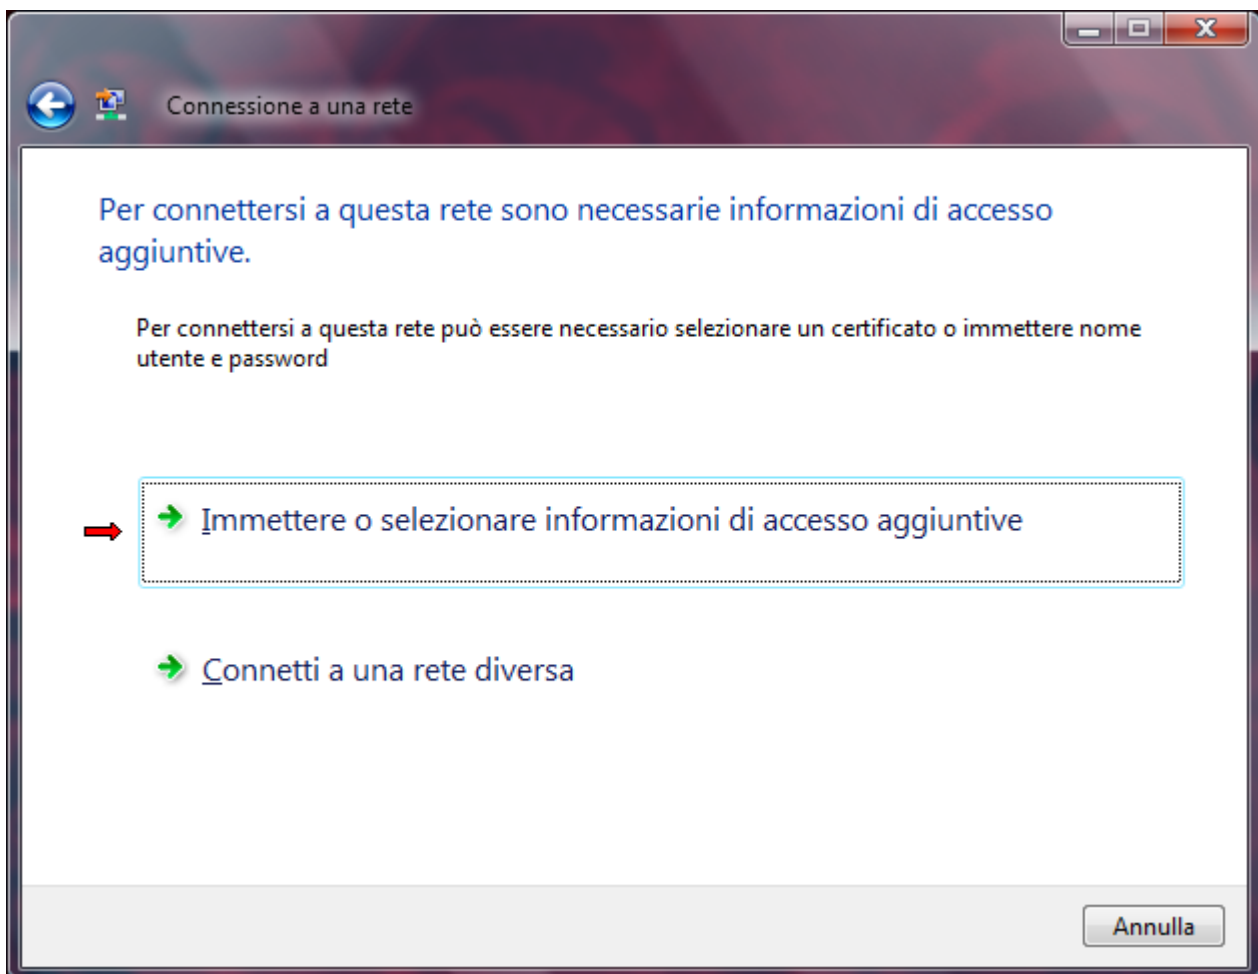 Connessione a una rete
Per connettersi a questa rete sono necessarie informazioni di accesso
aggiuntive.
Per connettersi a questa rete può essere necessario selezionare un certificato o immettere nome
utente e password
Immettere o selezionare informazioni di accesso aggiuntive
Connetti a una rete diversa
Annulla